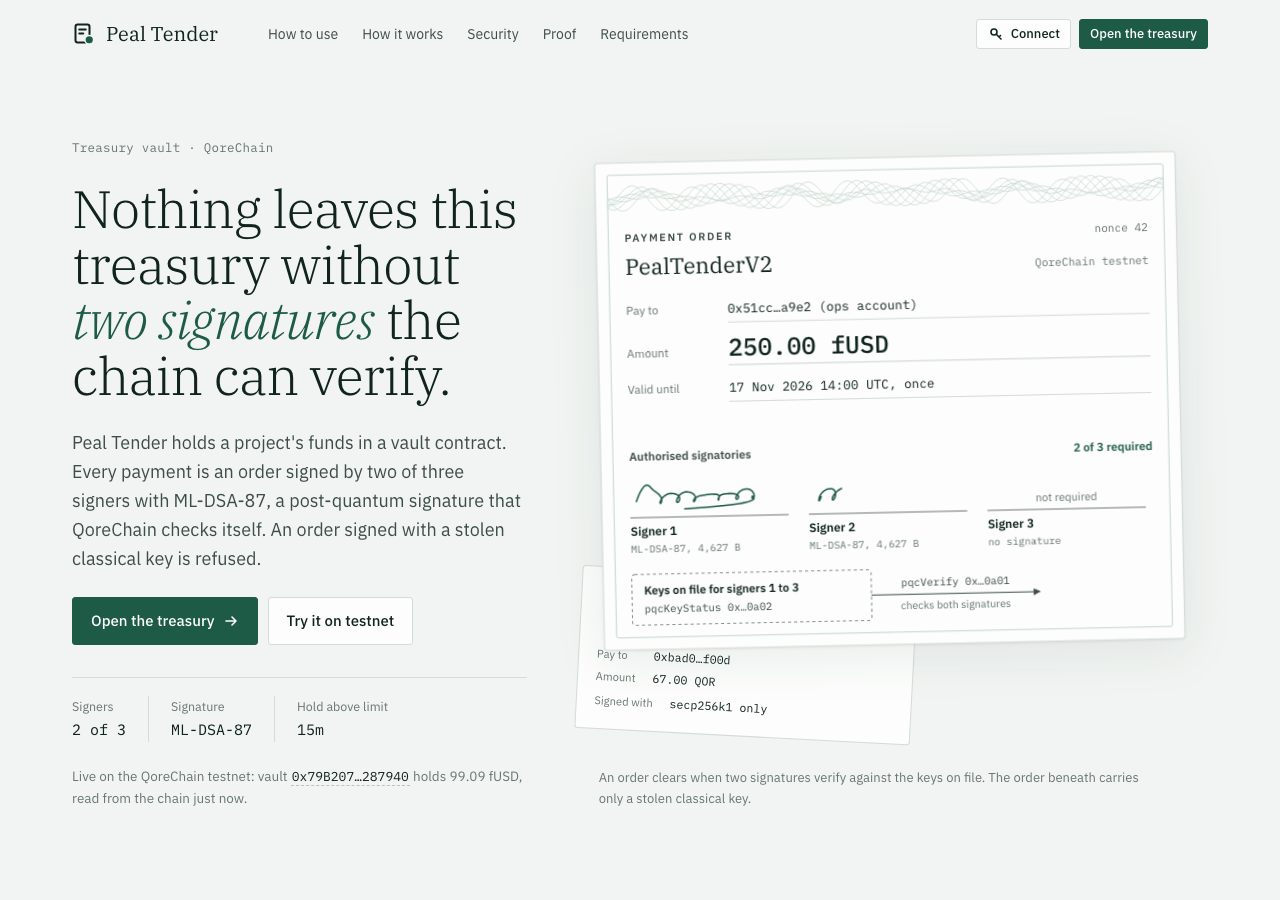 Peal Tender
How to use
How it works
Security
Proof
Requirements
Connect
Open the treasury
Treasury vault · QoreChain
Nothing leaves this
treasury without
two signatures the
chain can verify.
Peal Tender holds a project's funds in a vault contract.
Every payment is an order signed by two of three
signers with ML-DSA-87, a post-quantum signature that
QoreChain checks itself. An order signed with a stolen
classical key is refused.
Open the treasury →
Try it on testnet
Signers
2 of 3
Signature
ML-DSA-87
Hold above limit
15m
Live on the QoreChain testnet: vault 0x79B207…287940 holds 99.09 fUSD,
read from the chain just now.
PAYMENT ORDER
nonce 42
PealTenderV2
QoreChain testnet
Pay to 0x51cc…a9e2 (ops account)
Amount 250.00 fUSD
Valid until 17 Nov 2026 14:00 UTC, once
Authorised signatories
2 of 3 required
Signer 1
ML-DSA-87, 4,627 B
Signer 2
ML-DSA-87, 4,627 B
not required
Signer 3
no signature
Keys on file for signers 1 to 3
pqcKeyStatus 0x…0a02
pqcVerify 0x…0a01
checks both signatures
Pay to 0xbad0…f00d
Amount 67.00 QOR
Signed with secp256k1 only
An order clears when two signatures verify against the keys on file. The order beneath carries
only a stolen classical key.